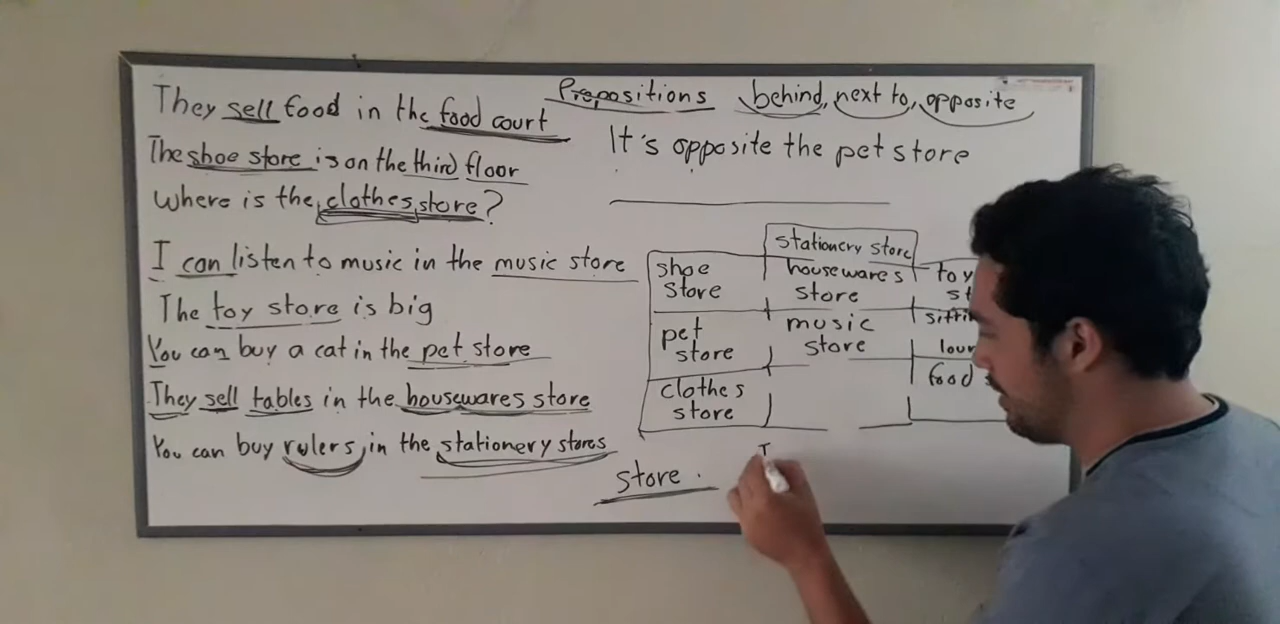 They sell food in the food court
The shoe store is on the third floor
Where is the clothes store?
I can listen to music in the music store
The toy store is big
You can buy a cat in the pet store
They sell tables in the housewares store
You can buy rulers in the stationery stores
Prepositions behind, next to, opposite
It's opposite the pet store
stationery store
shoe store
housewares store
toy
pet store
music store
clothes store
food
store.